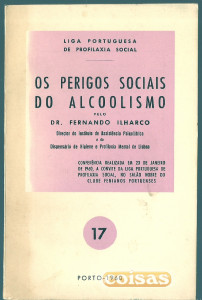 LIGA PORTUGUESA
DE PROFILAXIA SOCIAL
OS PERIGOS SOCIAIS
DO ALCOOLISMO
PELO
DR. FERNANDO ILHARCO
Director do Instituto de Assistência Psiquiátrica
e do
Dispensário de Higiene e Profilaxia Mental de Lisboa
CONFERÊNCIA REALIZADA EM 23 DE JANEIRO
DE 1960, A CONVITE DA LIGA PORTUGUESA DE
PROFILAXIA SOCIAL, NO SALÃO NOBRE DO
CLUBE FENIANOS PORTUENSES
17
PORTO-1960
coisas